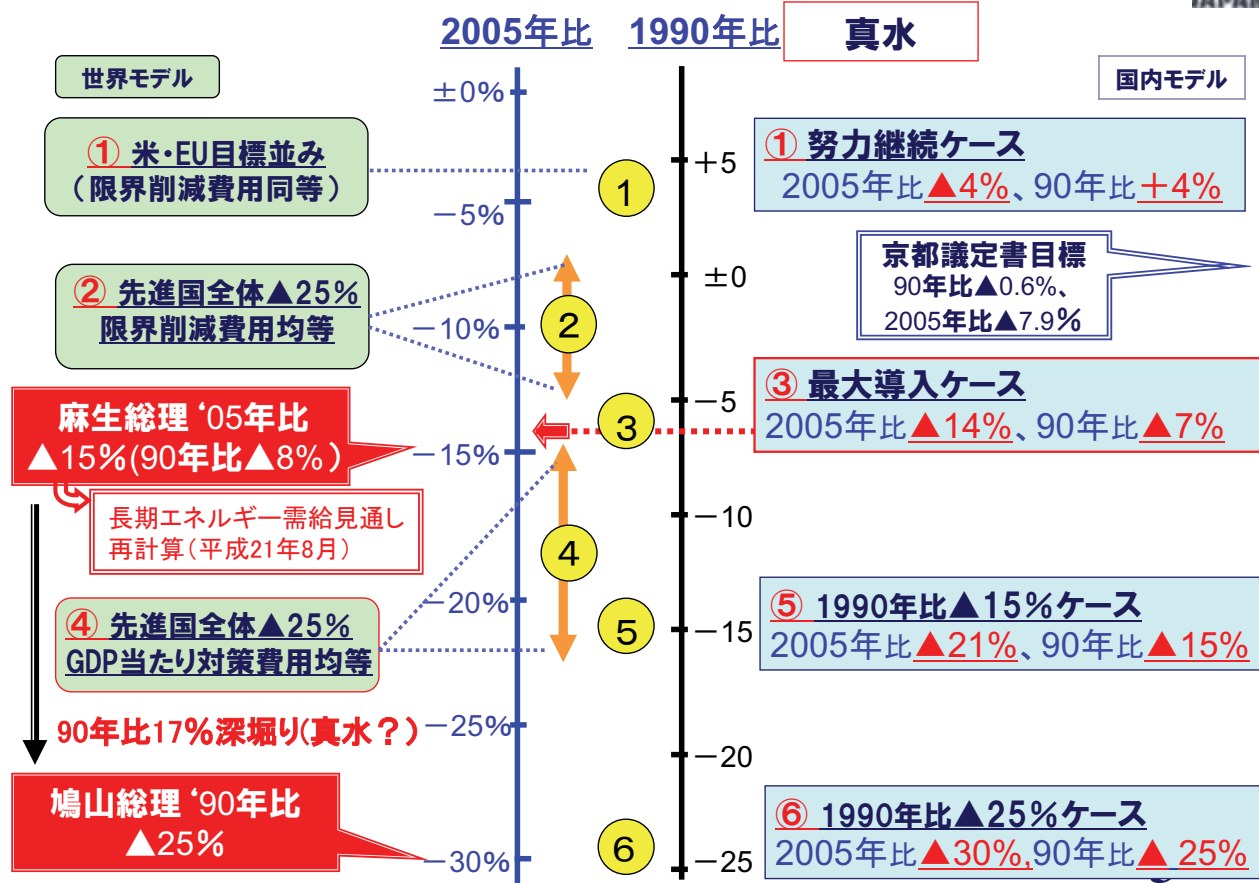 JAPAN
2005年比 1990年比 真水
世界モデル
国内モデル
① 米・EU目標並み
（限界削減費用同等）
② 先進国全体▲25%
限界削減費用均等
麻生総理 ‘05年比
▲15%(90年比▲8%）
長期エネルギー需給見通し
再計算（平成21年8月）
④ 先進国全体▲25%
GDP当たり対策費用均等
90年比17%深堀り(真水？)
鳩山総理 ‘90年比
▲25%
±0%
−5%
−10%
−15%
−20%
−25%
−30%
1
2
3
4
5
6
+5
±0
−5
−10
−15
−20
−25
① 努力継続ケース
2005年比▲4%、90年比+4%
京都議定書目標
90年比▲0.6%、
2005年比▲7.9%
③ 最大導入ケース
2005年比▲14%、90年比▲7%
⑤ 1990年比▲15%ケース
2005年比▲21%、90年比▲15%
⑥ 1990年比▲25%ケース
2005年比▲30%,90年比▲ 25%